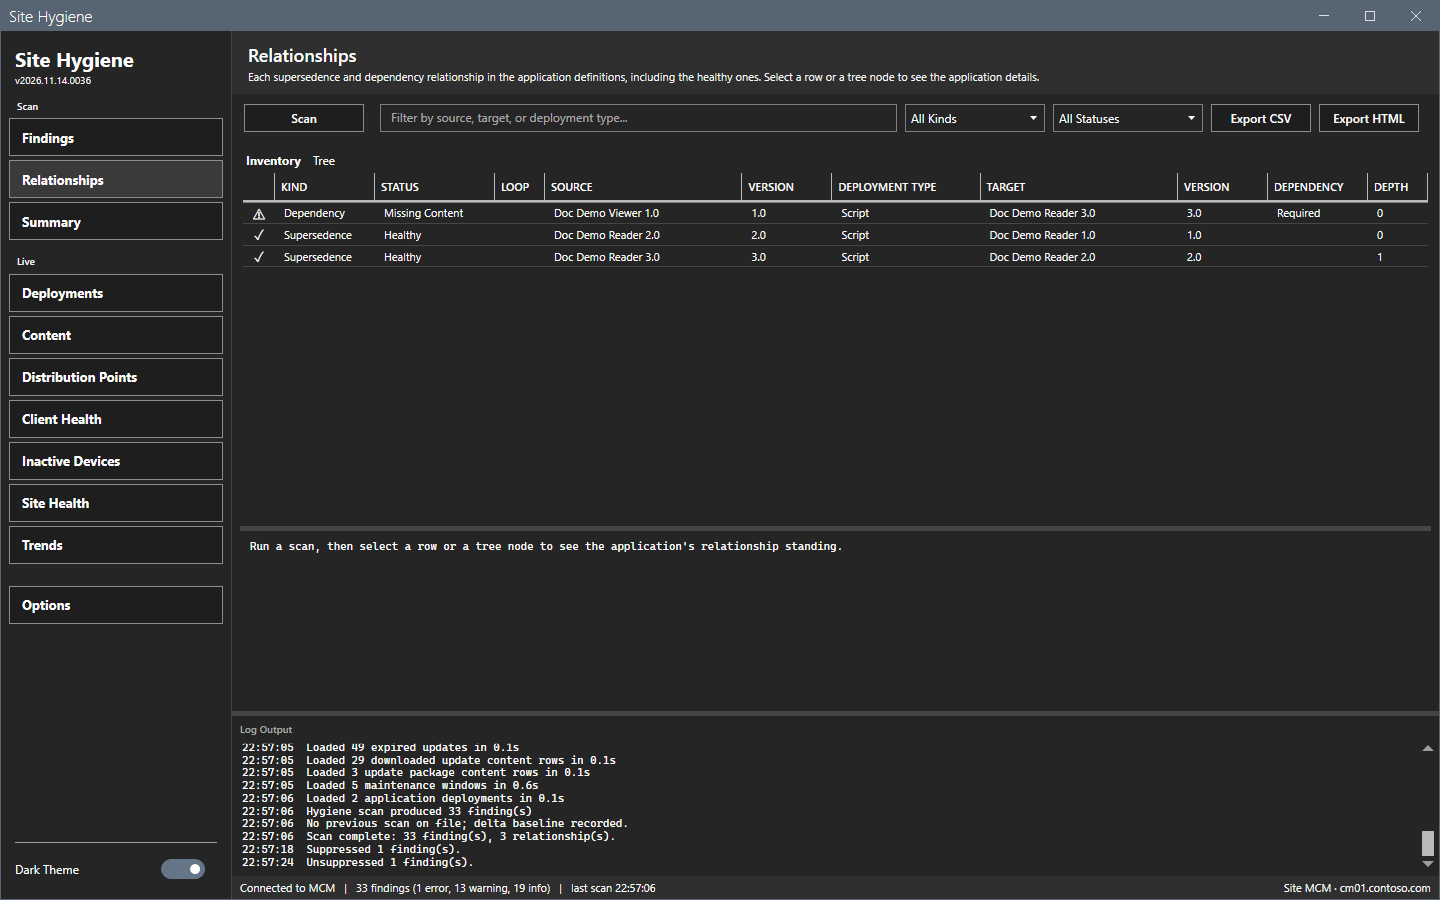 Site Hygiene
Site Hygiene
v2026.11.14.0036
Scan
Findings
Relationships
Summary
Live
Deployments
Content
Distribution Points
Client Health
Inactive Devices
Site Health
Trends
Options
Dark Theme
Relationships
Each supersedence and dependency relationship in the application definitions, including the healthy ones. Select a row or a tree node to see the application details.
Scan
Filter by source, target, or deployment type...
All Kinds
All Statuses
Export CSV
Export HTML
Inventory Tree
KIND STATUS LOOP SOURCE VERSION DEPLOYMENT TYPE TARGET VERSION DEPENDENCY DEPTH
Dependency Missing Content Doc Demo Viewer 1.0 1.0 Script Doc Demo Reader 3.0 3.0 Required 0
Supersedence Healthy Doc Demo Reader 2.0 2.0 Script Doc Demo Reader 1.0 1.0 0
Supersedence Healthy Doc Demo Reader 3.0 3.0 Script Doc Demo Reader 2.0 2.0 1
Run a scan, then select a row or a tree node to see the application's relationship standing.
Log Output
22:57:05 Loaded 49 expired updates in 0.1s
22:57:05 Loaded 29 downloaded update content rows in 0.1s
22:57:05 Loaded 3 update package content rows in 0.1s
22:57:05 Loaded 5 maintenance windows in 0.6s
22:57:06 Loaded 2 application deployments in 0.1s
22:57:06 Hygiene scan produced 33 finding(s)
22:57:06 No previous scan on file; delta baseline recorded.
22:57:06 Scan complete: 33 finding(s), 3 relationship(s).
22:57:18 Suppressed 1 finding(s).
22:57:24 Unsuppressed 1 finding(s).
Connected to MCM | 33 findings (1 error, 13 warning, 19 info) | last scan 22:57:06
Site MCM · cm01.contoso.com